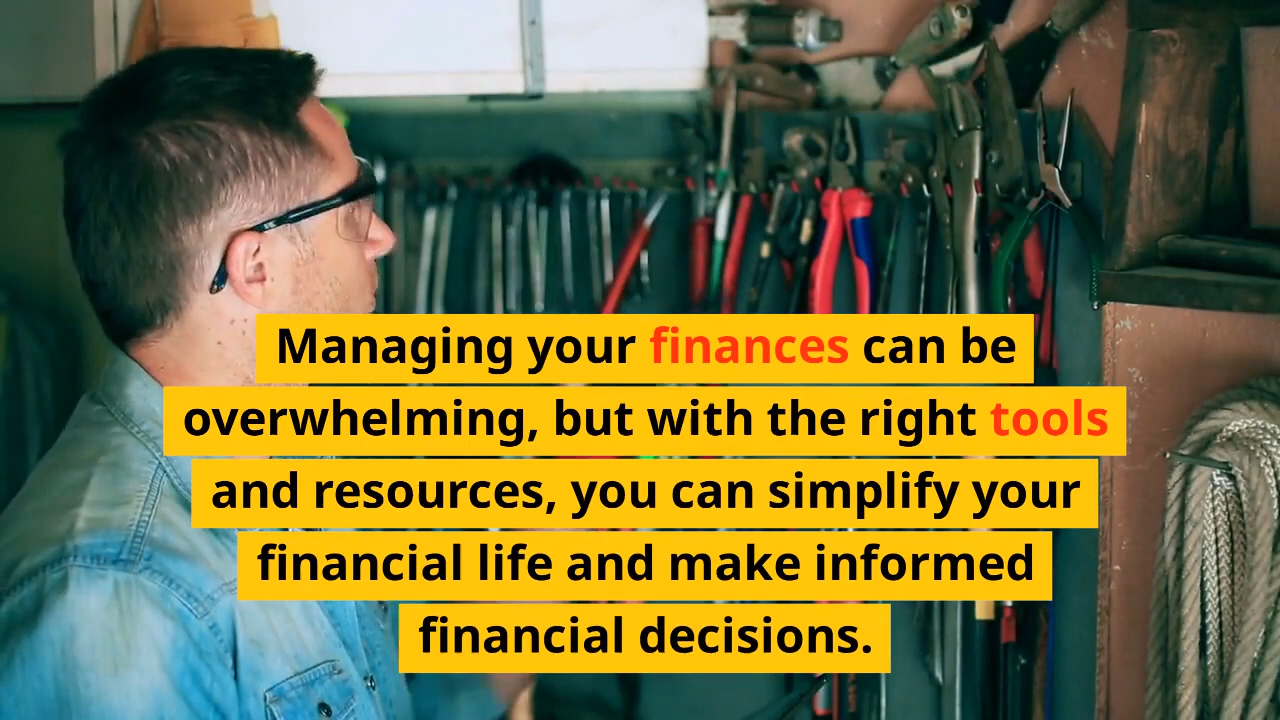 Managing your finances can be
overwhelming, but with the right tools
and resources, you can simplify your
financial life and make informed
financial decisions.